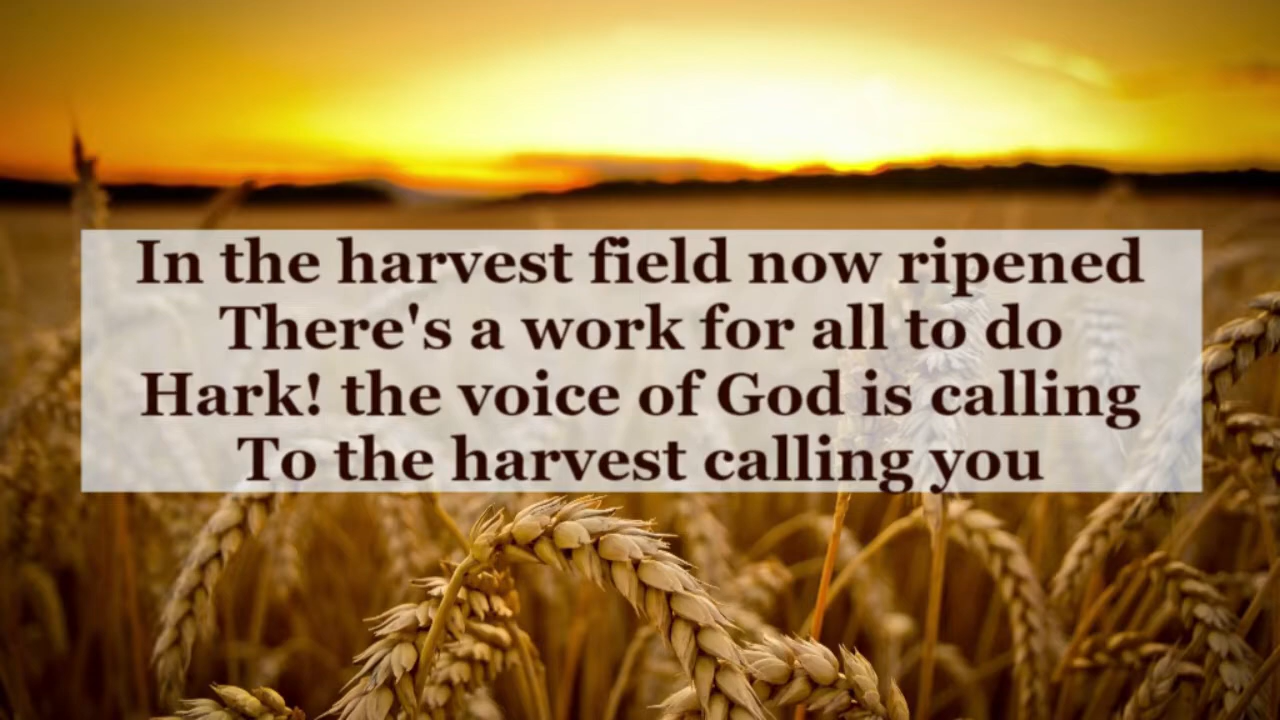 In the harvest field now ripened
There's a work for all to do
Hark! the voice of God is calling
To the harvest calling you